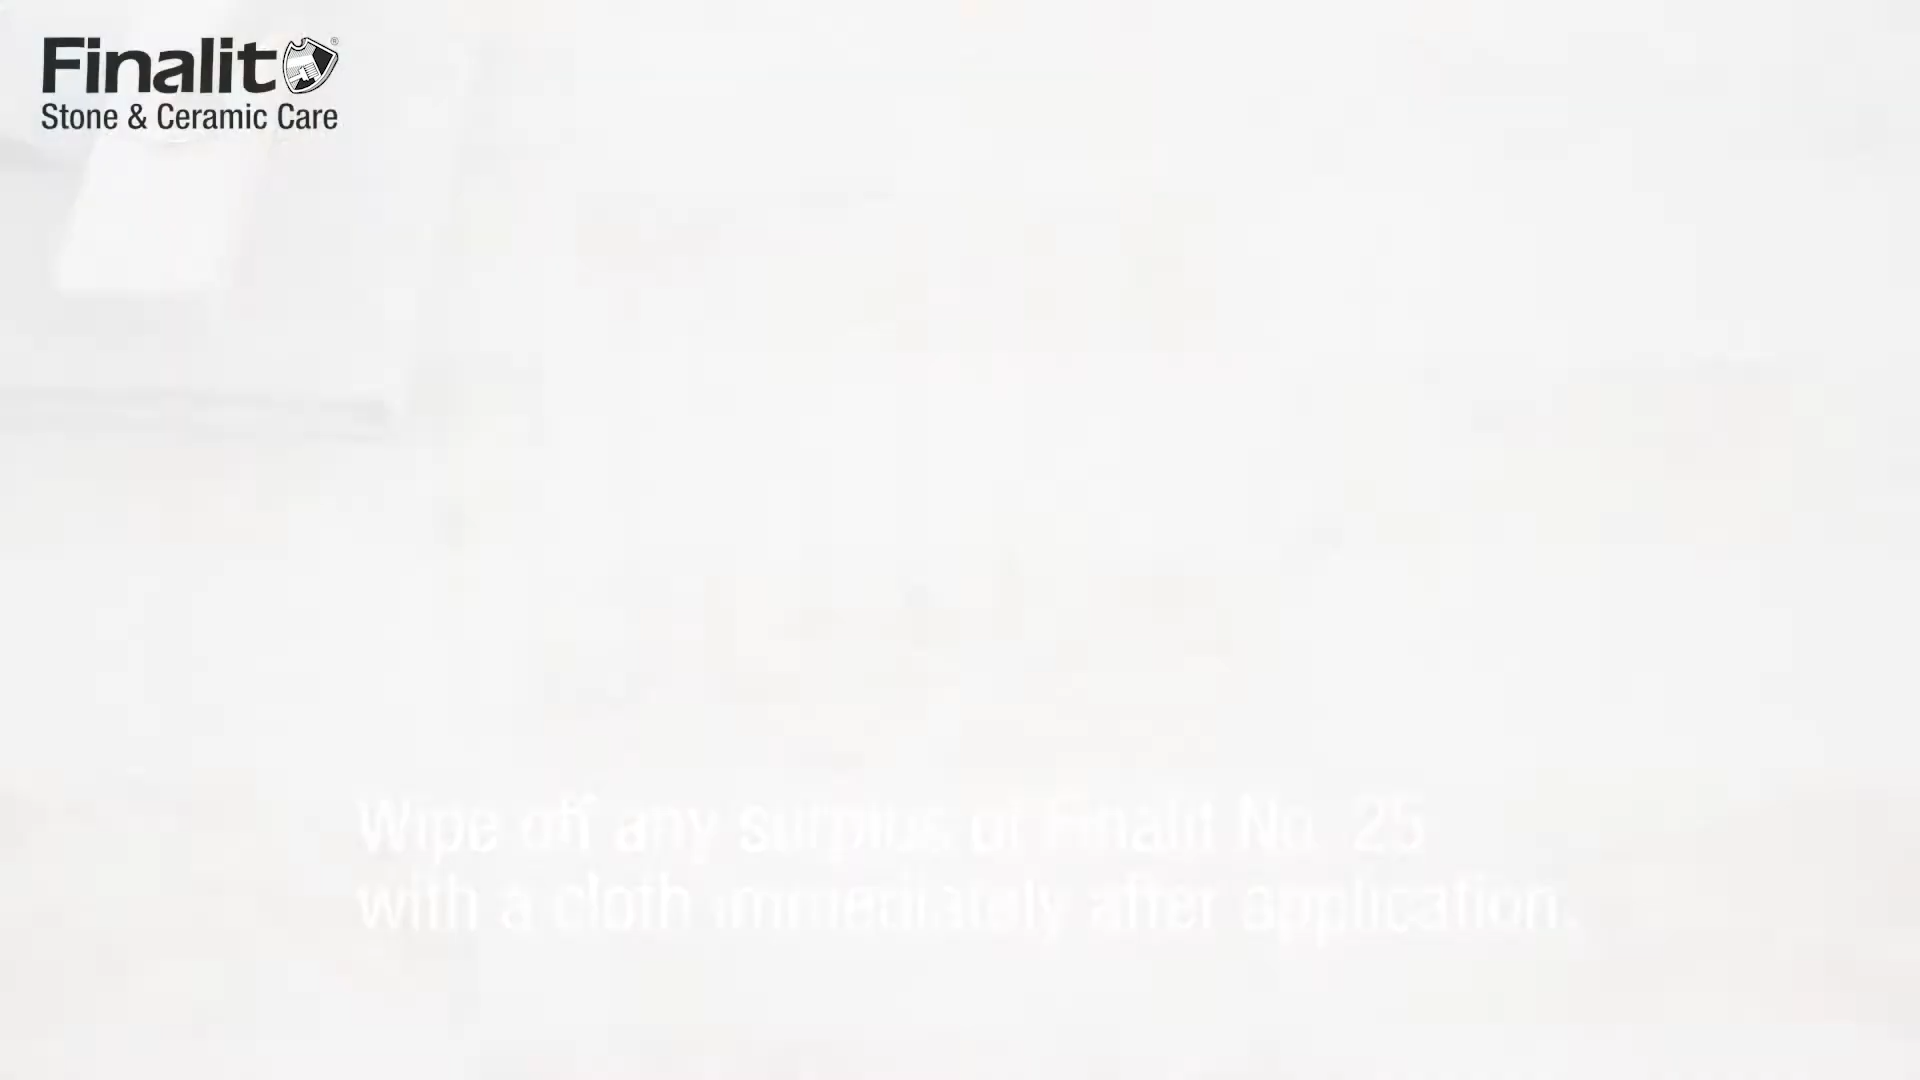 Finalit®
Stone & Ceramic Care
Wipe off any surplus of Finalit No. 25
with a cloth immediately after application.